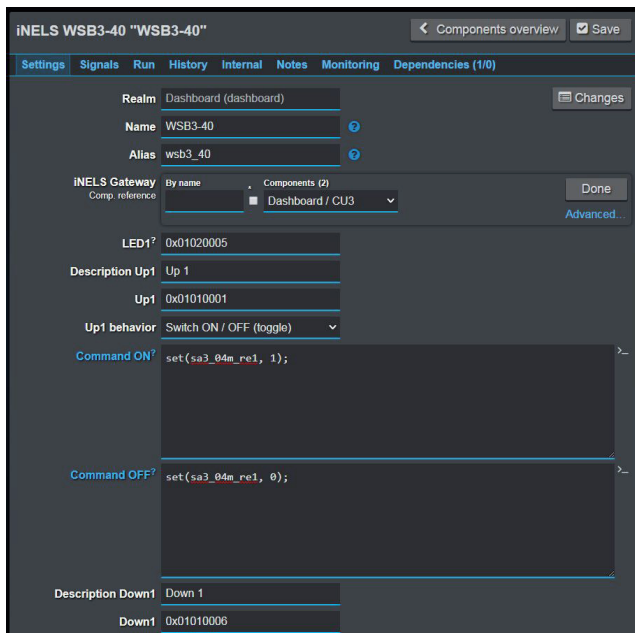 iNELS WSB3-40 "WSB3-40"
Components overview
Save
Settings Signals Run History Internal Notes Monitoring Dependencies (1/0)
Realm Dashboard (dashboard)
Changes
Name WSB3-40 ?
Alias wsb3_40 ?
iNELS Gateway By name , Components (2)
Comp. reference Dashboard / CU3
Done
Advanced...
LED1? 0x01020005
Description Up1 Up 1
Up1 0x01010001
Up1 behavior Switch ON / OFF (toggle)
Command ON? set(sa3_04m_re1, 1); >_
Command OFF? set(sa3_04m_re1, 0); >_
Description Down1 Down 1
Down1 0x01010006